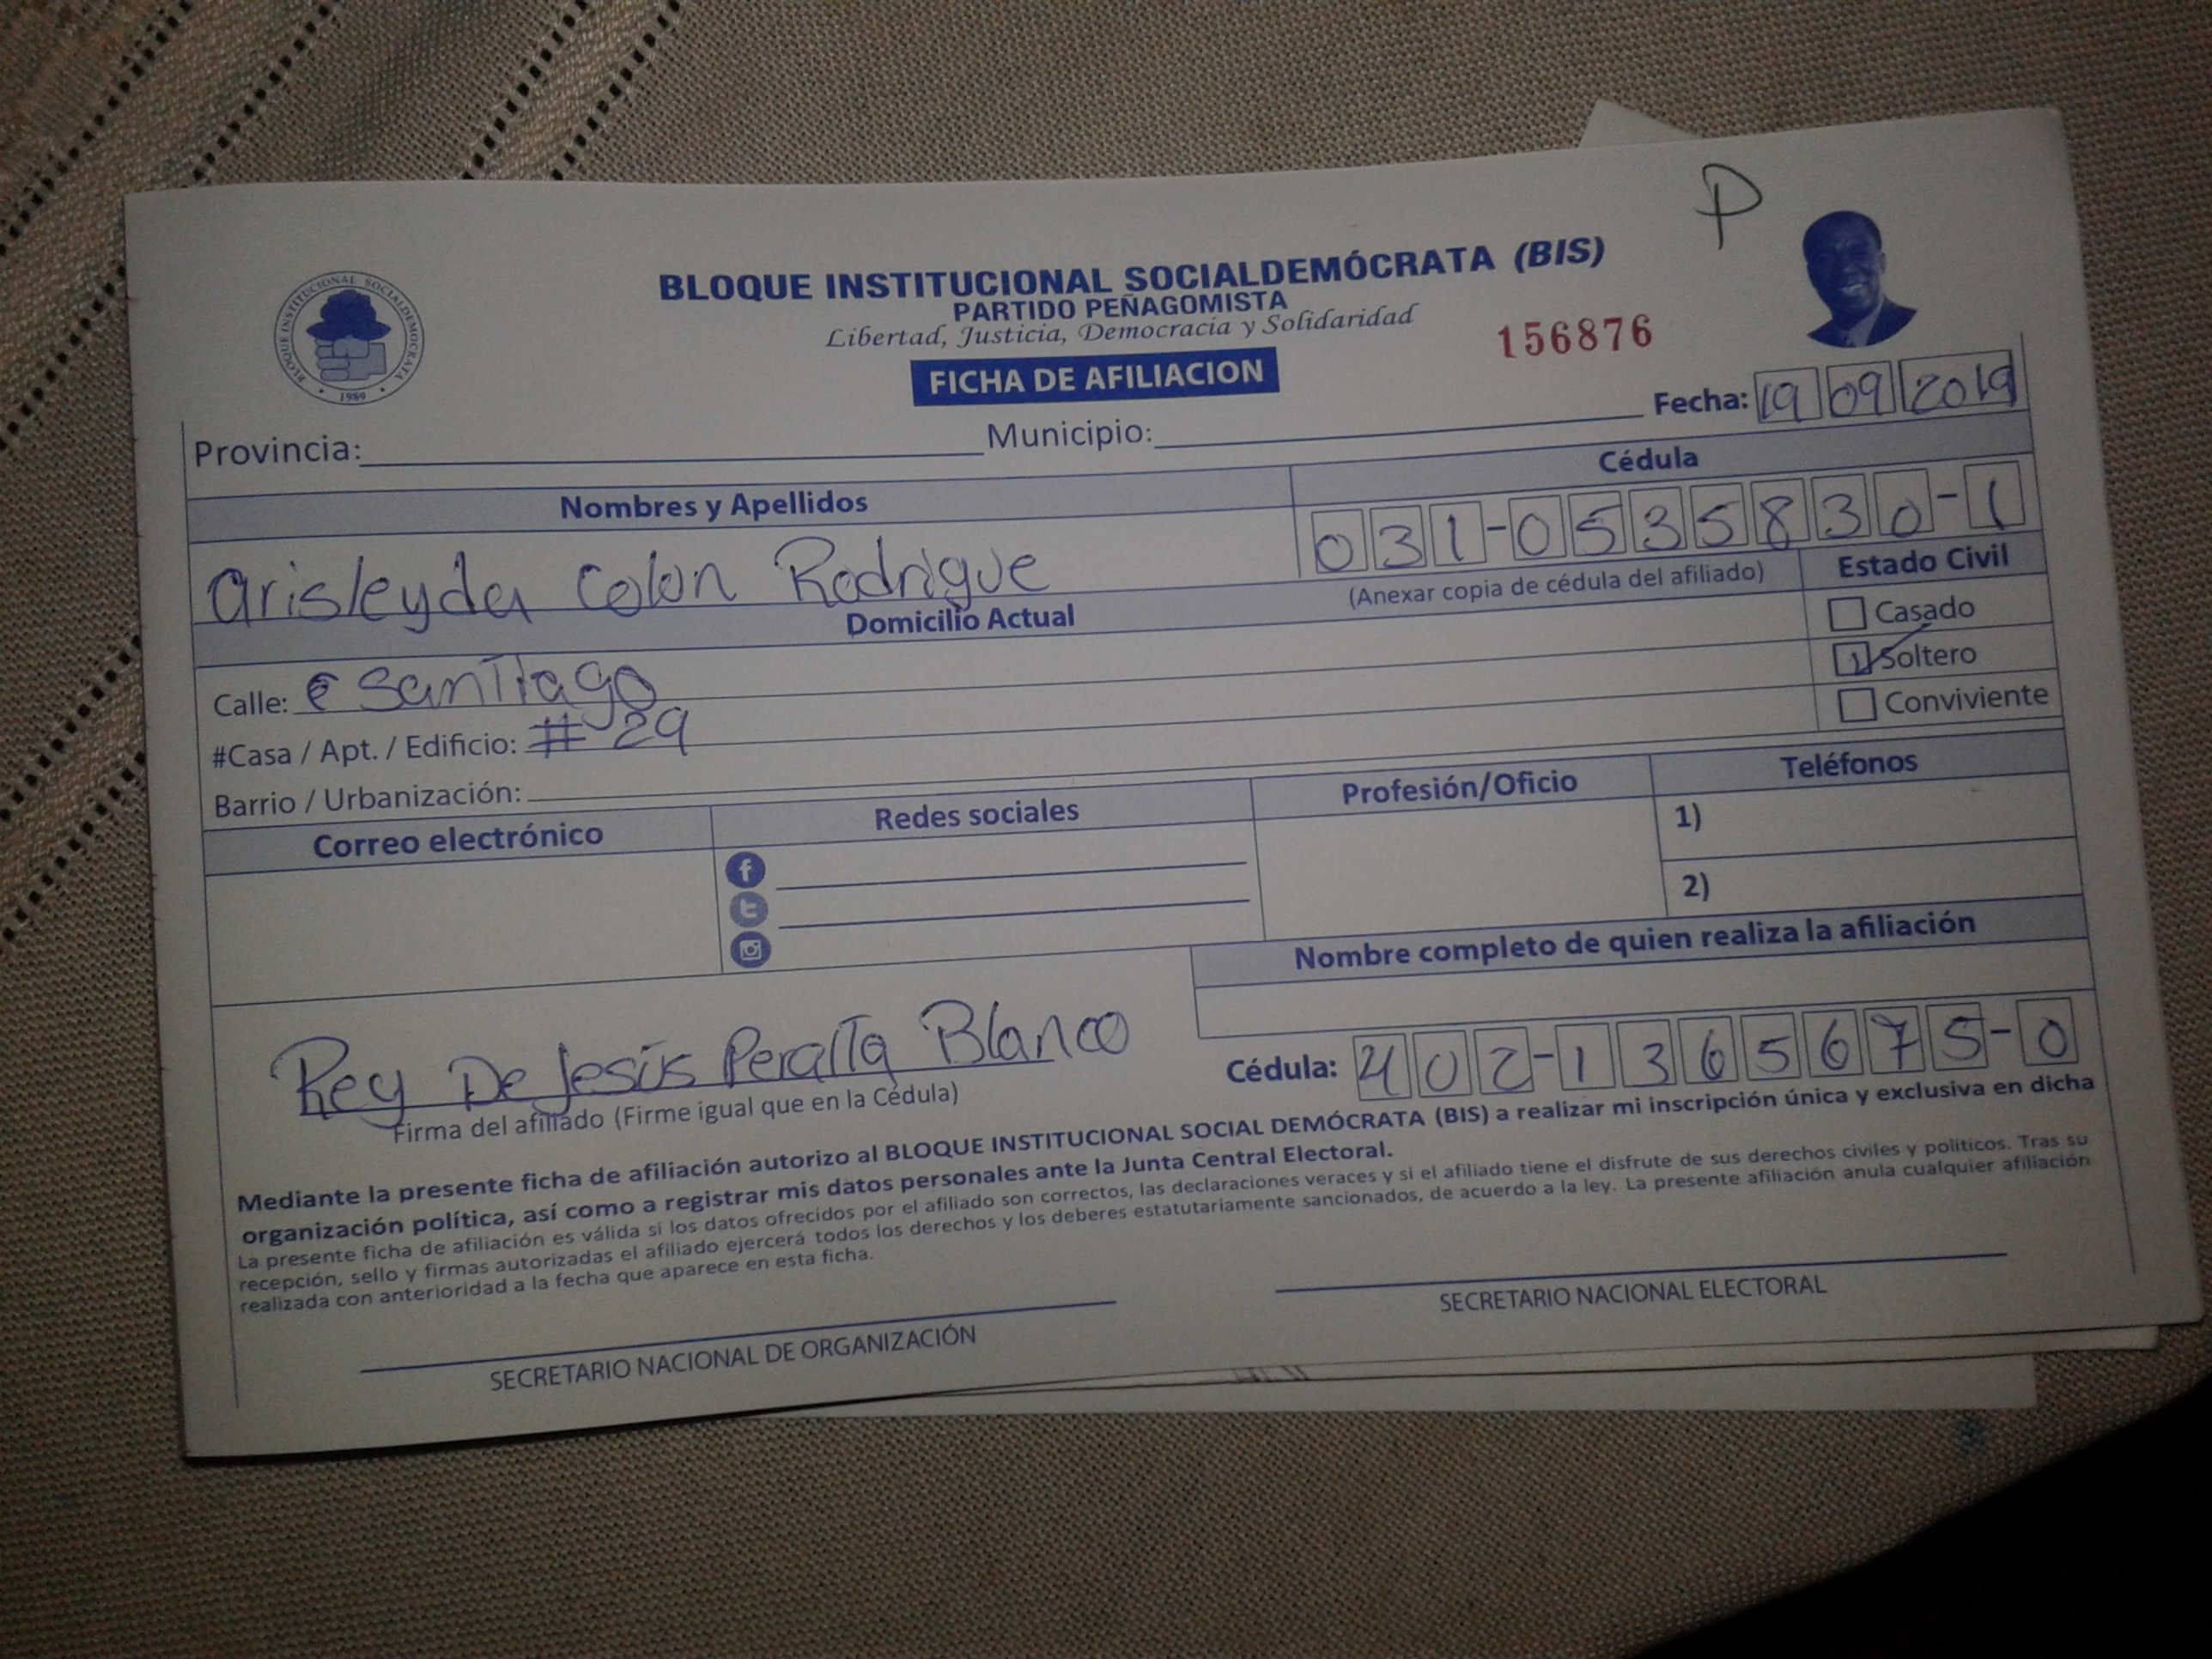 P
BLOQUE INSTITUCIONAL SOCIALDEMOCRATA
1989
BLOQUE INSTITUCIONAL SOCIALDEMÓCRATA (BIS)
PARTIDO PEÑAGOMISTA
Libertad, Justicia, Democracia y Solidaridad
156876
FICHA DE AFILIACION
Fecha: 19 09 2019
Provincia: Municipio:
Nombres y Apellidos Cédula
arisleyda Colon Rodrigue 031-0535830-1
(Anexar copia de cédula del afiliado)
Domicilio Actual Estado Civil
Casado
Calle: C Santiago Soltero
#Casa / Apt. / Edificio: # 29 Conviviente
Barrio / Urbanización:
Correo electrónico Redes sociales Profesión/Oficio Teléfonos
1)
2)
Nombre completo de quien realiza la afiliación
Rey De Jesús Peralta Blanco
Cédula: 402-1365675-0
Firma del afiliado (Firme igual que en la Cédula)
Mediante la presente ficha de afiliación autorizo al BLOQUE INSTITUCIONAL SOCIAL DEMÓCRATA (BIS) a realizar mi inscripción única y exclusiva en dicha
organización política, así como a registrar mis datos personales ante la Junta Central Electoral.
La presente ficha de afiliación es válida si los datos ofrecidos por el afiliado son correctos, las declaraciones veraces y si el afiliado tiene el disfrute de sus derechos civiles y políticos. Tras su
recepción, sello y firmas autorizadas el afiliado ejercerá todos los derechos y los deberes estatutariamente sancionados, de acuerdo a la ley. La presente afiliación anula cualquier afiliación
realizada con anterioridad a la fecha que aparece en esta ficha.
SECRETARIO NACIONAL DE ORGANIZACIÓN SECRETARIO NACIONAL ELECTORAL